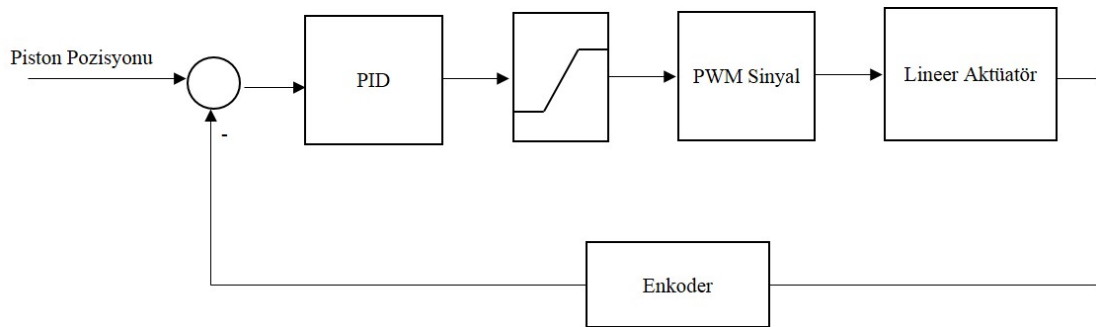 Piston Pozisyonu
PID
PWM Sinyal
Lineer Aktüatör
-
Enkoder